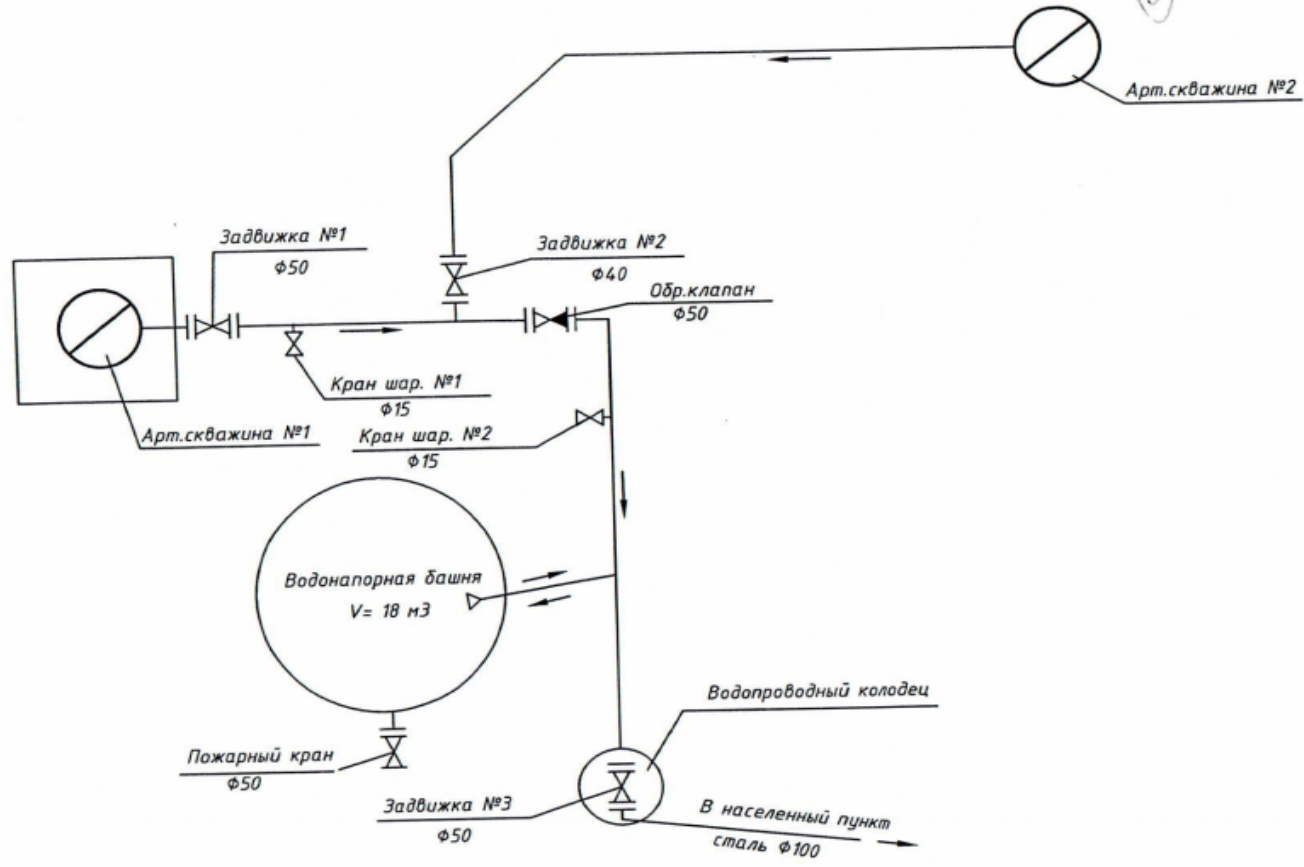 Арт.скважина №2
Задвижка №1
Ф50
Задвижка №2
Ф40
Обр.клапан
Ф50
Кран шар. №1
Ф15
Арт.скважина №1
Кран шар. №2
Ф15
Водонапорная башня
V= 18 м3
Водопроводный колодец
Пожарный кран
Ф50
Задвижка №3
Ф50
В населенный пункт
сталь Ф100